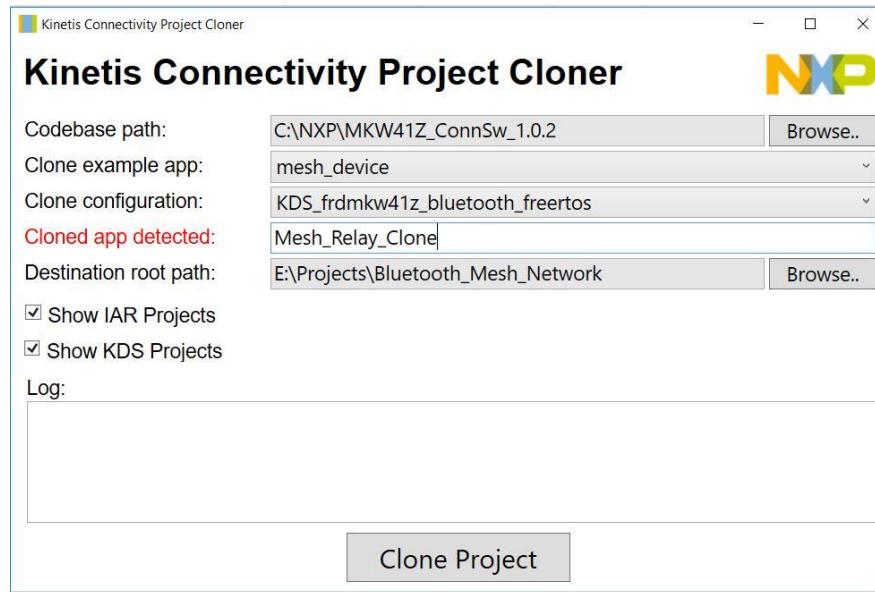 Kinetis Connectivity Project Cloner
Kinetis Connectivity Project Cloner
NXP
Codebase path: C:\NXP\MKW41Z_ConnSw_1.0.2 Browse..
Clone example app: mesh_device
Clone configuration: KDS_frdmkw41z_bluetooth_freertos
Cloned app detected: Mesh_Relay_Clone
Destination root path: E:\Projects\Bluetooth_Mesh_Network Browse..
Show IAR Projects
Show KDS Projects
Log:
Clone Project